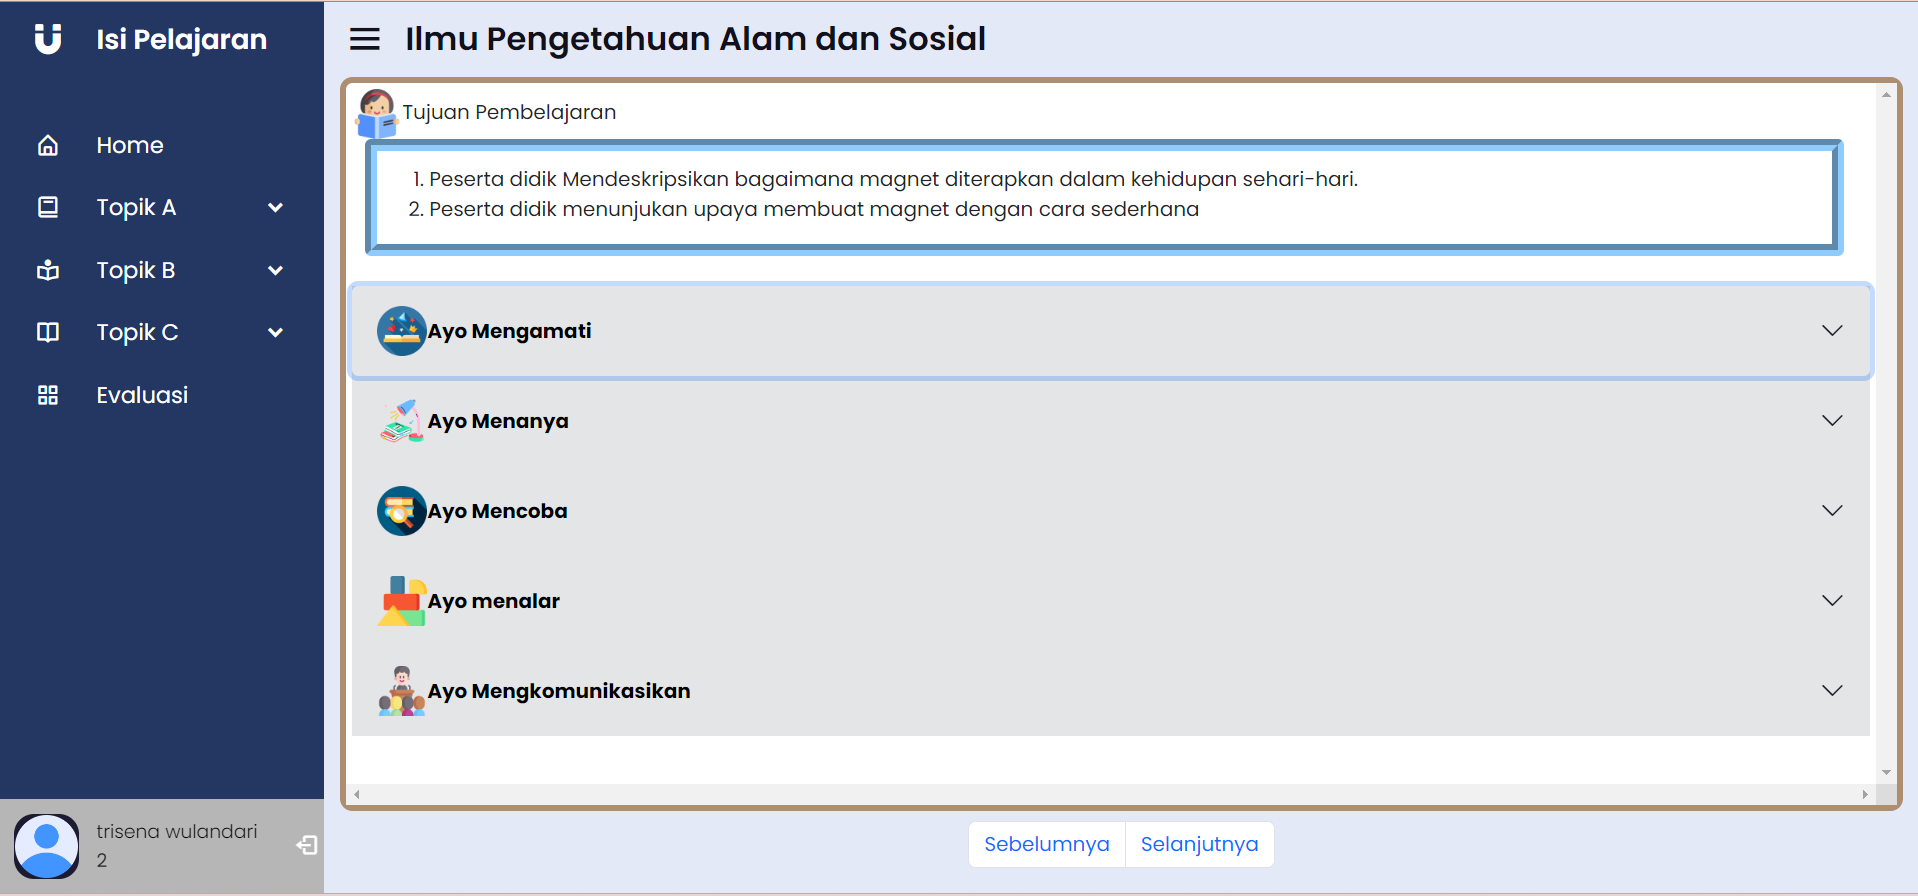 Isi Pelajaran
Home
Topik A
Topik B
Topik C
Evaluasi
trisena wulandari
2
Ilmu Pengetahuan Alam dan Sosial
Tujuan Pembelajaran
1. Peserta didik Mendeskripsikan bagaimana magnet diterapkan dalam kehidupan sehari-hari.
2. Peserta didik menunjukan upaya membuat magnet dengan cara sederhana
Ayo Mengamati
Ayo Menanya
Ayo Mencoba
Ayo menalar
Ayo Mengkomunikasikan
Sebelumnya Selanjutnya